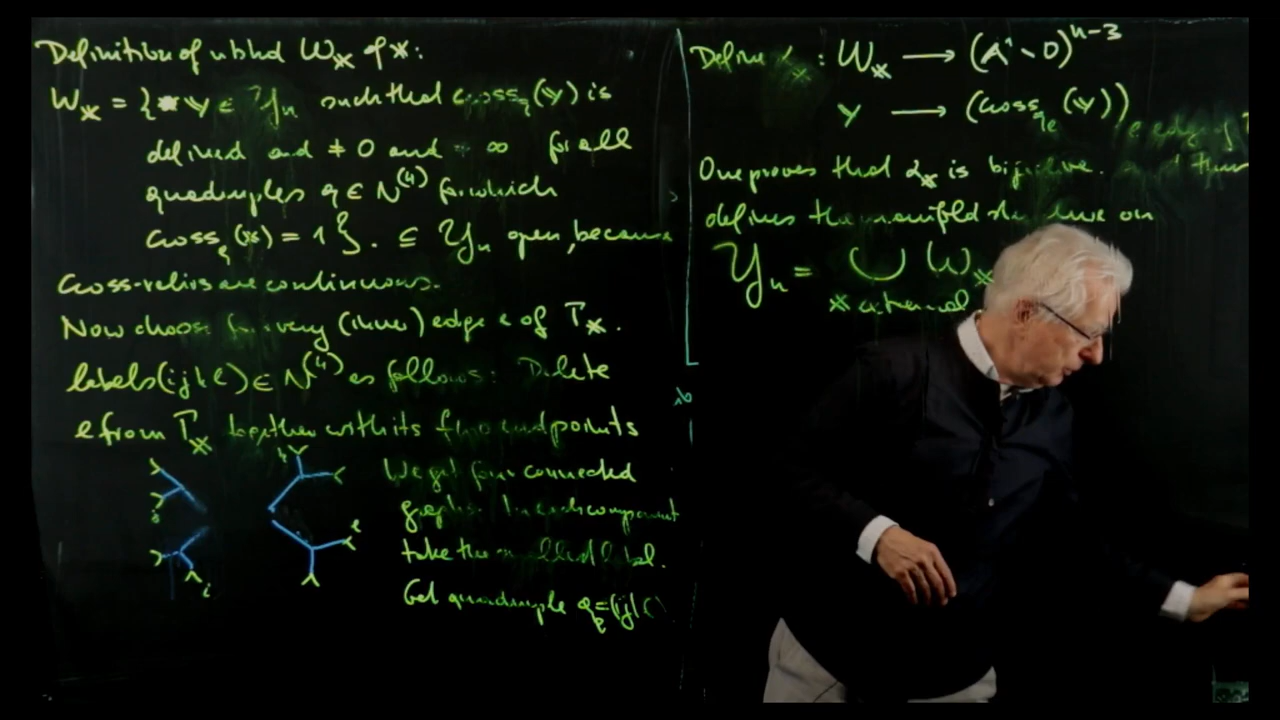 Definition of nbhd W_x of x:
W_x = { y ∈ Y_n such that cross_q(y) is
defined and ≠ 0 and ≠ ∞ for all
quadruples q ∈ N^(4) for which
cross_q(x) = 1 } . ⊆ Y_n open, because
cross-ratios are continuous.
Now choose for every (inner) edge e of T_x.
labels (ijkl) ∈ N^(4) as follows: Delete
e from T_x together with its two endpoints
We get four connected
graphs. In each component
take the smallest label.
Get quadruple q_e = (ijkl)
i
e
Define α_x : W_x → (A^1 \ 0)^{n-3}
y → (cross_{q_e}(y))
e edge of T
One proves that α_x is bijective.
defines the manifold structure on
Y_n = ∪ W_x
x extremal